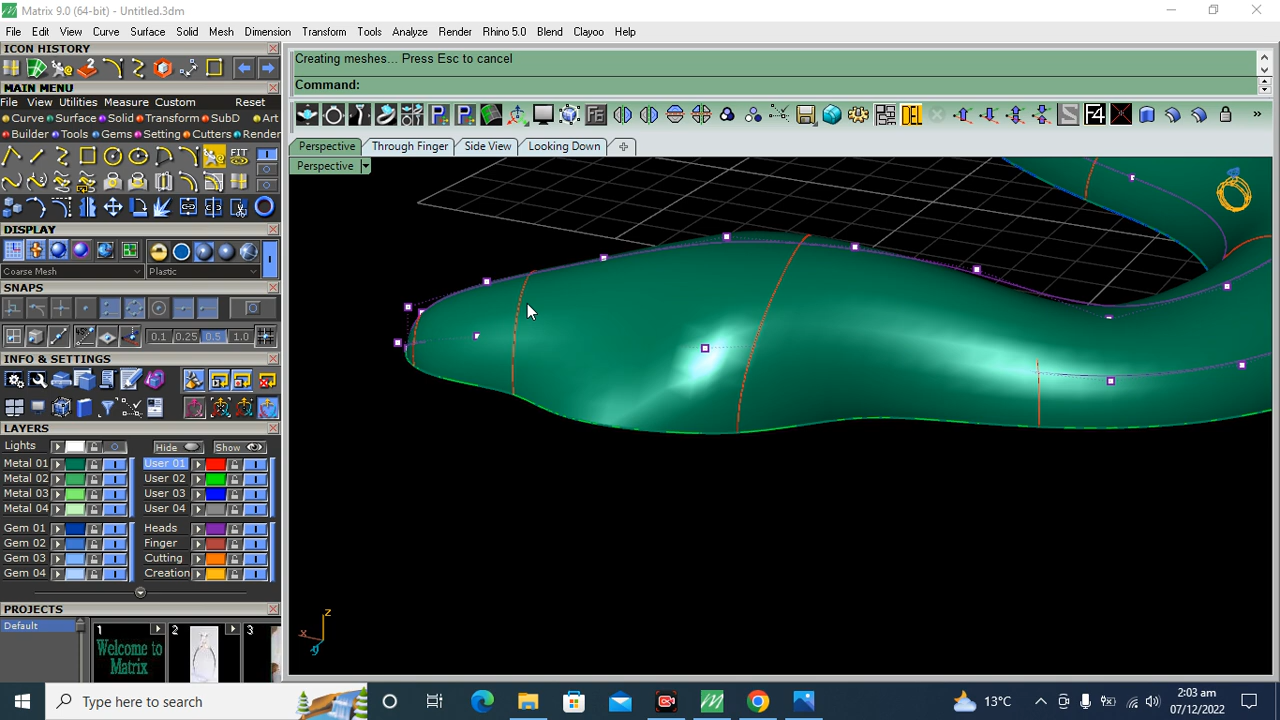 Matrix 9.0 (64-bit) - Untitled.3dm
File Edit View Curve Surface Solid Mesh Dimension Transform Tools Analyze Render Rhino 5.0 Blend Clayoo Help
ICON HISTORY
MAIN MENU
File View Utilities Measure Custom Reset
Curve Surface Solid Transform SubD Art
Builder Tools Gems Setting Cutters Render
FIT
DISPLAY
Coarse Mesh Plastic
SNAPS
0.1 0.25 0.5 1.0
INFO & SETTINGS
LAYERS
Lights Hide Show
Metal 01 User 01
Metal 02 User 02
Metal 03 User 03
Metal 04 User 04
Gem 01 Heads
Gem 02 Finger
Gem 03 Cutting
Gem 04 Creation
PROJECTS
Default
1 2 3
Welcome to
Matrix
Creating meshes... Press Esc to cancel
Command:
P P FE DEL S F4 »
Perspective Through Finger Side View Looking Down
Perspective
z
x
y
Type here to search
13°C
2:03 am
07/12/2022